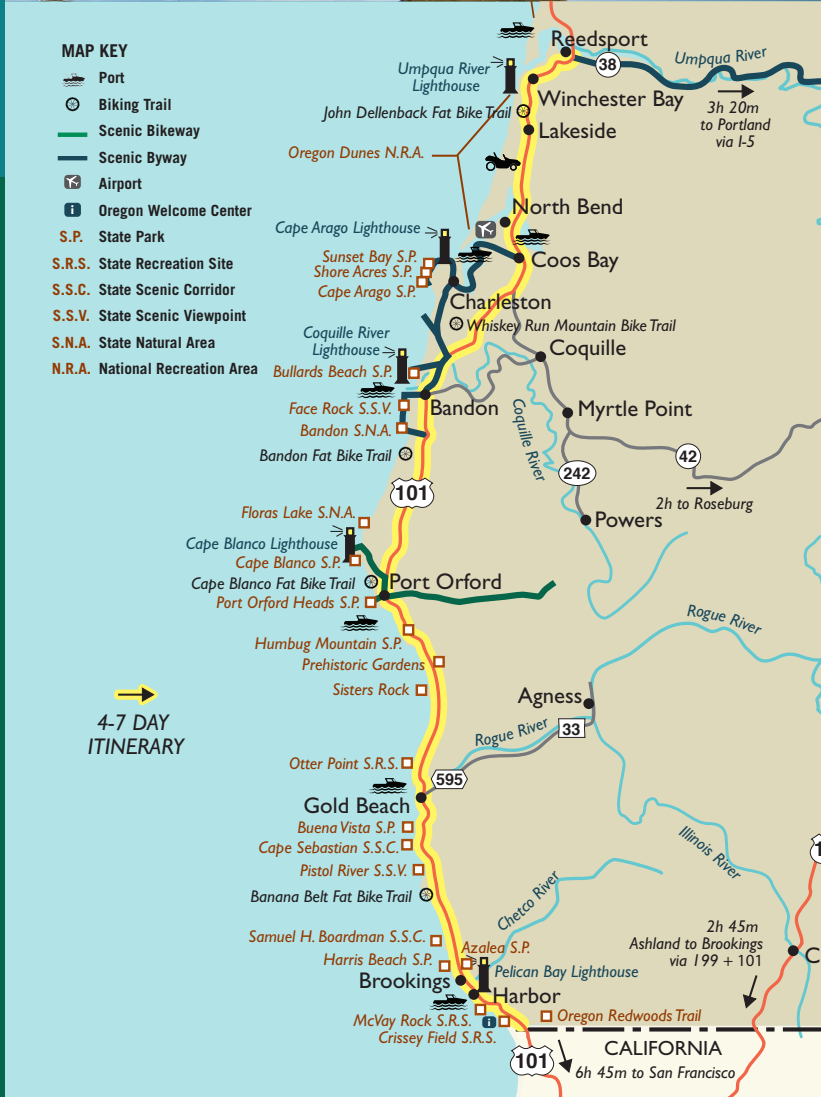 MAP KEY
Port
Biking Trail
Scenic Bikeway
Scenic Byway
Airport
i Oregon Welcome Center
S.P. State Park
S.R.S. State Recreation Site
S.S.C. State Scenic Corridor
S.S.V. State Scenic Viewpoint
S.N.A. State Natural Area
N.R.A. National Recreation Area
Reedsport
38
Umpqua River
Umpqua River
Lighthouse
Winchester Bay
3h 20m
to Portland
via I-5
John Dellenback Fat Bike Trail
Lakeside
Oregon Dunes N.R.A.
North Bend
Cape Arago Lighthouse
Sunset Bay S.P.
Shore Acres S.P.
Cape Arago S.P.
Coos Bay
Charleston
Whiskey Run Mountain Bike Trail
Coquille River
Lighthouse
Coquille
Bullards Beach S.P.
Bandon
Face Rock S.S.V.
Bandon S.N.A.
Myrtle Point
Coquille River
Bandon Fat Bike Trail
42
242
101
2h to Roseburg
Floras Lake S.N.A.
Powers
Cape Blanco Lighthouse
Cape Blanco S.P.
Cape Blanco Fat Bike Trail
Port Orford
Port Orford Heads S.P.
Rogue River
Humbug Mountain S.P.
Prehistoric Gardens
Sisters Rock
Agness
4-7 DAY
ITINERARY
Rogue River
33
Otter Point S.R.S.
595
Gold Beach
Buena Vista S.P.
Cape Sebastian S.S.C.
Pistol River S.S.V.
Illinois River
1
Banana Belt Fat Bike Trail
Chetco River
2h 45m
Ashland to Brookings
via 199 + 101
C
Samuel H. Boardman S.S.C.
Azalea S.P.
Harris Beach S.P.
Pelican Bay Lighthouse
Brookings
Harbor
McVay Rock S.R.S.
i
Oregon Redwoods Trail
Crissey Field S.R.S.
CALIFORNIA
101
6h 45m to San Francisco